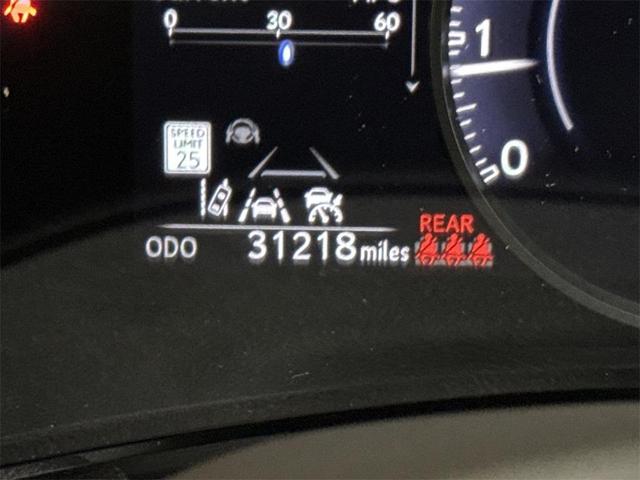 0 30 60
1
SPEED
LIMIT
25
0
REAR
ODO 31218 miles